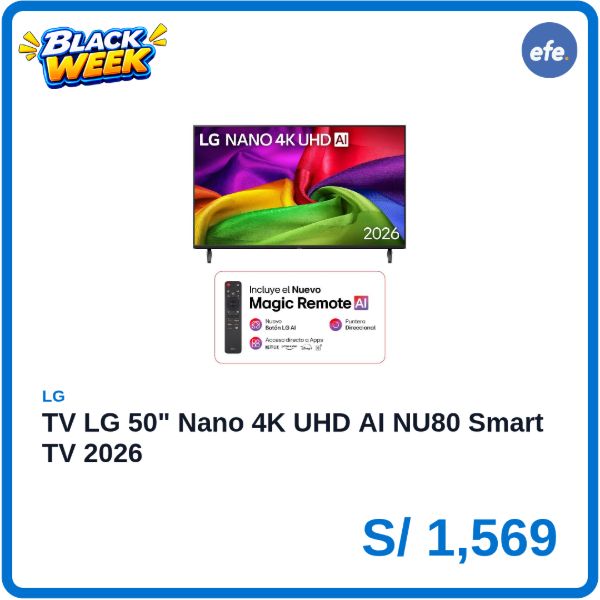 BLACK
WEEK
efe.
LG NANO 4K UHD AI
2026
Incluye el Nuevo
Magic Remote AI
Nuevo
Botón LG AI
Puntero
Direccional
Acceso directo a Apps
NETFLIX
LG
TV LG 50" Nano 4K UHD AI NU80 Smart
TV 2026
S/ 1,569